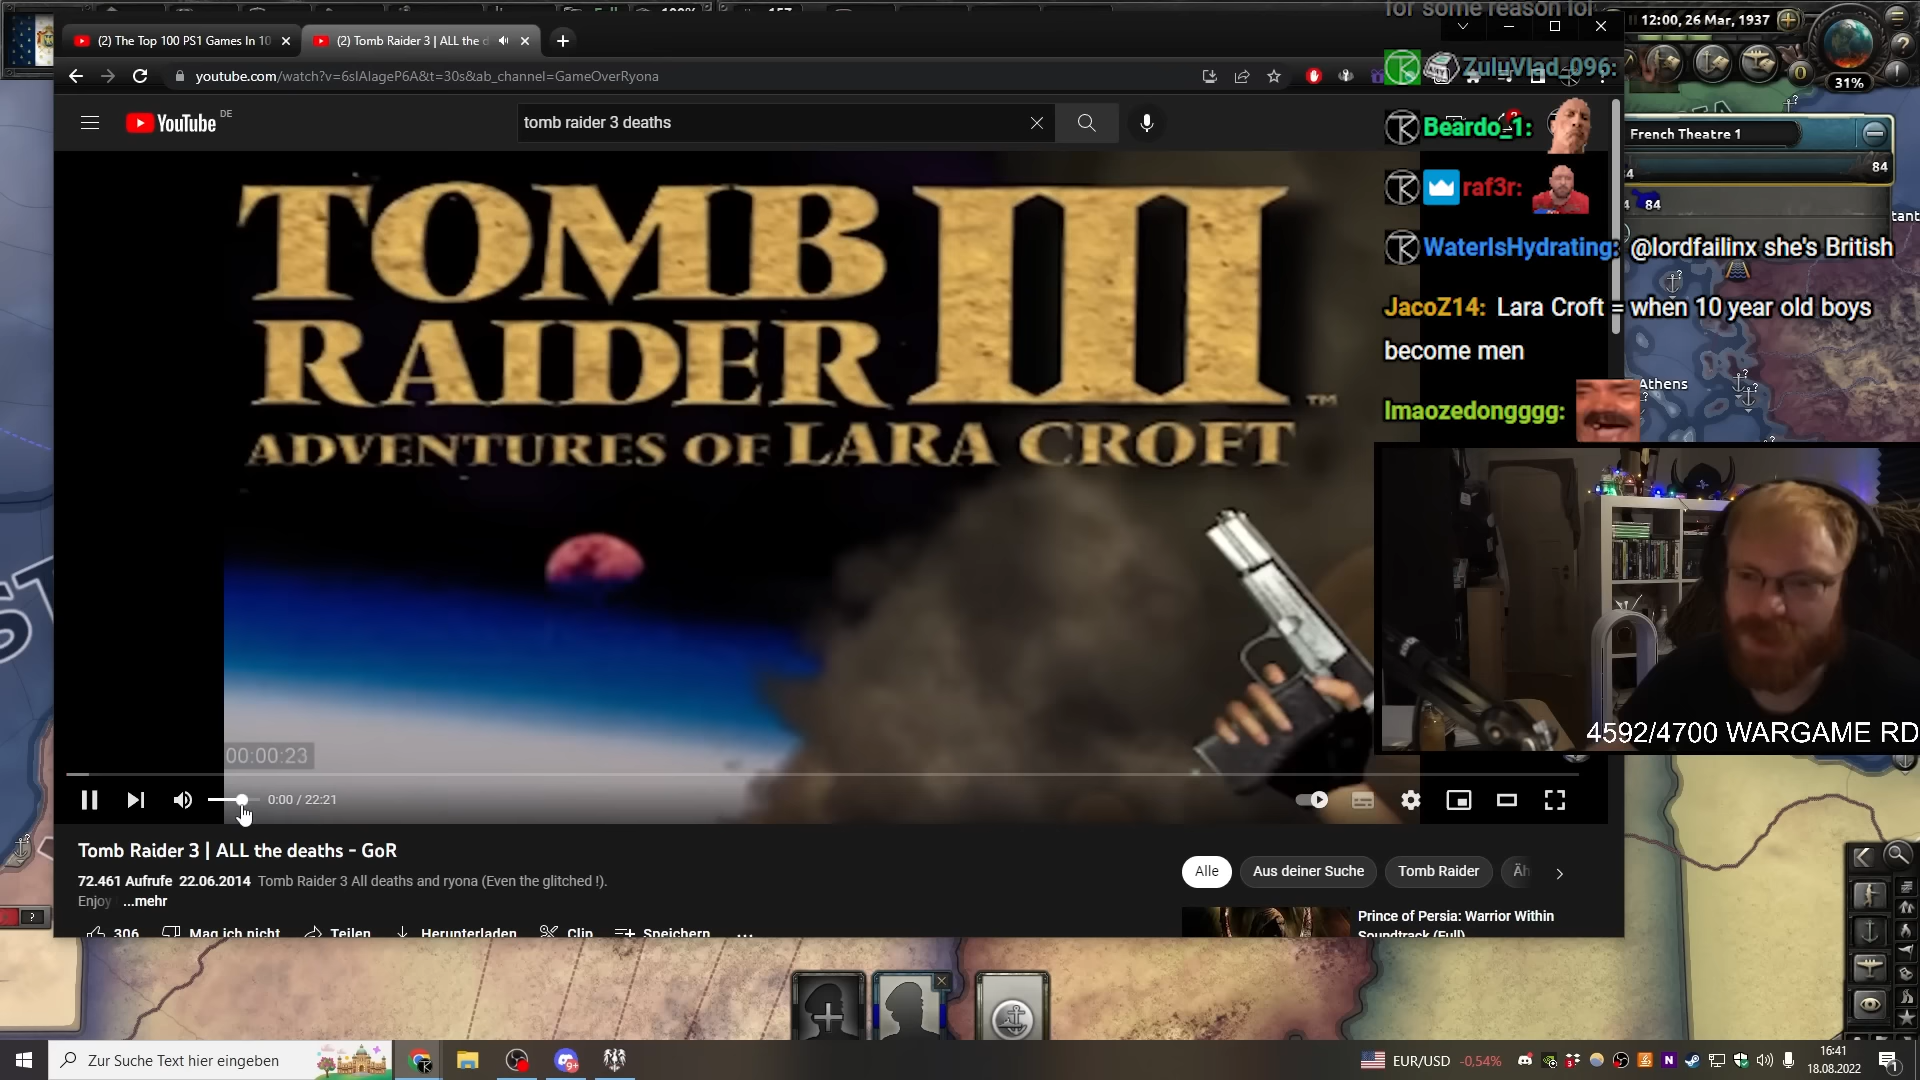 for some reason lol
12:00, 26 Mar, 1937
(2) The Top 100 PS1 Games In 10
(2) Tomb Raider 3 | ALL the d
youtube.com/watch?v=6slAlageP6A&t=30s&ab_channel=GameOverRyona
ZuluVlad_096:
0
31%
YouTube DE
tomb raider 3 deaths
Beardo_1:
French Theatre 1
84
raf3r:
84
WaterIsHydrating: @lordfailinx she's British
JacoZ14: Lara Croft = when 10 year old boys
become men
Athens
lmaozedongggg:
TOMB
RAIDER III
™
ADVENTURES OF LARA CROFT
00:00:23
4592/4700 WARGAME RD
0:00 / 22:21
Tomb Raider 3 | ALL the deaths - GoR
72.461 Aufrufe 22.06.2014 Tomb Raider 3 All deaths and ryona (Even the glitched !).
Enjoy ...mehr
Alle
Aus deiner Suche
Tomb Raider
Äh
306
Mag ich nicht
Teilen
Herunterladen
Clip
Speichern
...
Prince of Persia: Warrior Within
Soundtrack (Full)
Zur Suche Text hier eingeben
EUR/USD -0,54%
16:41
18.08.2022